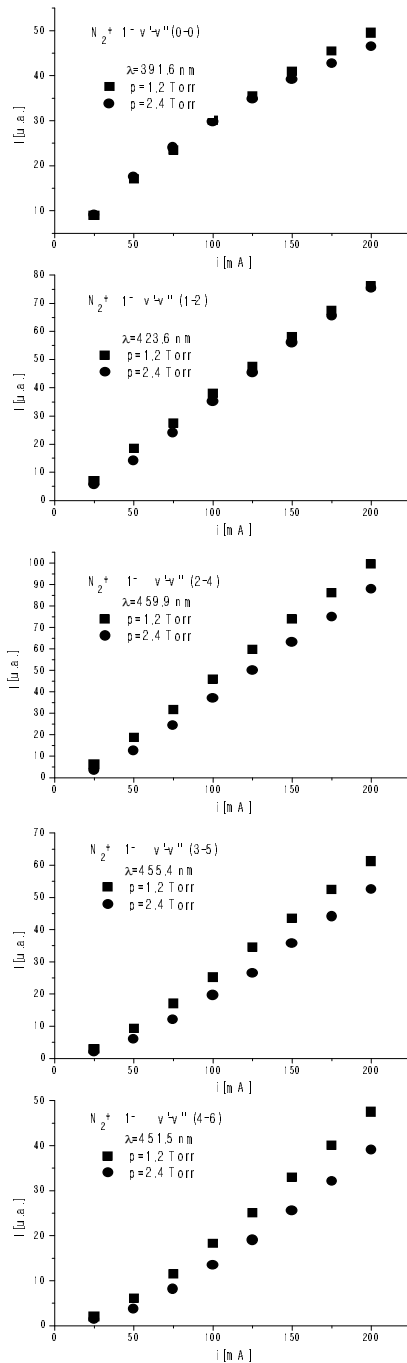 50
N₂⁺ 1⁻ v'-v'' (0-0)
λ=391,6 nm
p=1,2 Torr
p=2,4 Torr
40
30
20
10
I [u.a.]
0 50 100 150 200
i [mA]
80
N₂⁺ 1⁻ v'-v'' (1-2)
70
λ=423,6 nm
60
p=1,2 Torr
p=2,4 Torr
50
40
30
20
10
0
I [u.a.]
0 50 100 150 200
i [mA]
100
N₂⁺ 1⁻ v'-v'' (2-4)
90
λ=459,9 nm
80
p=1,2 Torr
p=2,4 Torr
70
60
50
40
30
20
10
0
I [µ.a.]
0 50 100 150 200
i [mA]
70
N₂⁺ 1⁻ v'-v'' (3-5)
60
λ=455,4 nm
p=1,2 Torr
p=2,4 Torr
50
40
30
20
10
0
I [µ.a.]
0 50 100 150 200
i [mA]
50
N₂⁺ 1⁻ v'-v'' (4-6)
λ=451,5 nm
40
p=1,2 Torr
p=2,4 Torr
30
20
10
0
I [µ.a.]
0 50 100 150 200
i [mA]